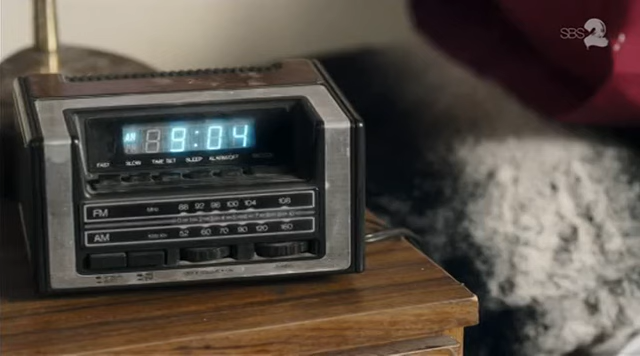 SBS 2
AM 9:04
FAST SLOW TIME SET SLEEP ALARM/OFF
FM MHz 88 92 96 100 104 108
AM 52 60 70 80 120 160